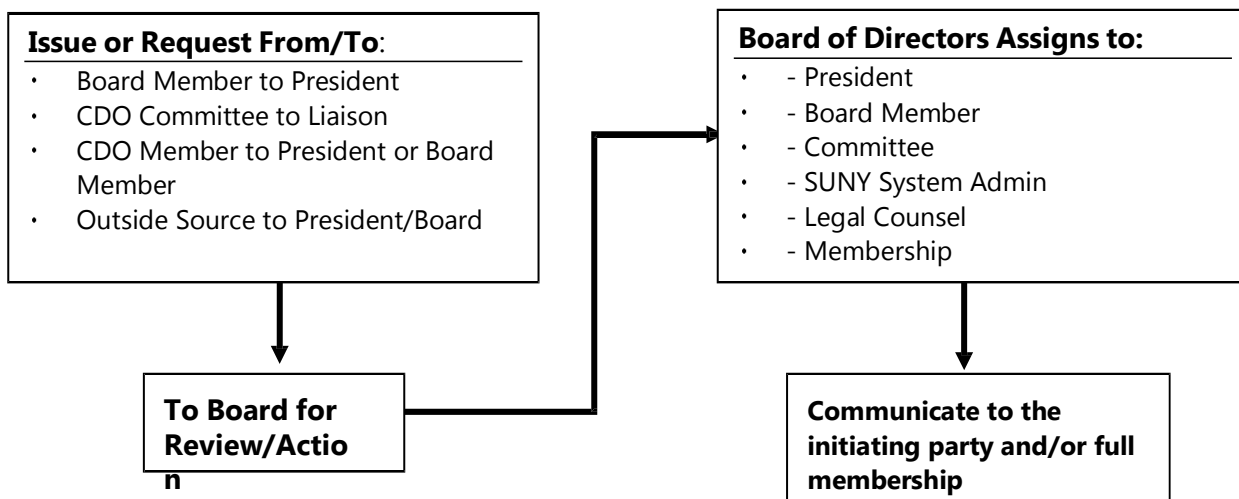 Issue or Request From/To:
· Board Member to President
· CDO Committee to Liaison
· CDO Member to President or Board
Member
· Outside Source to President/Board
To Board for
Review/Actio
n
Board of Directors Assigns to:
· - President
· - Board Member
· - Committee
· - SUNY System Admin
· - Legal Counsel
· - Membership
Communicate to the
initiating party and/or full
membership